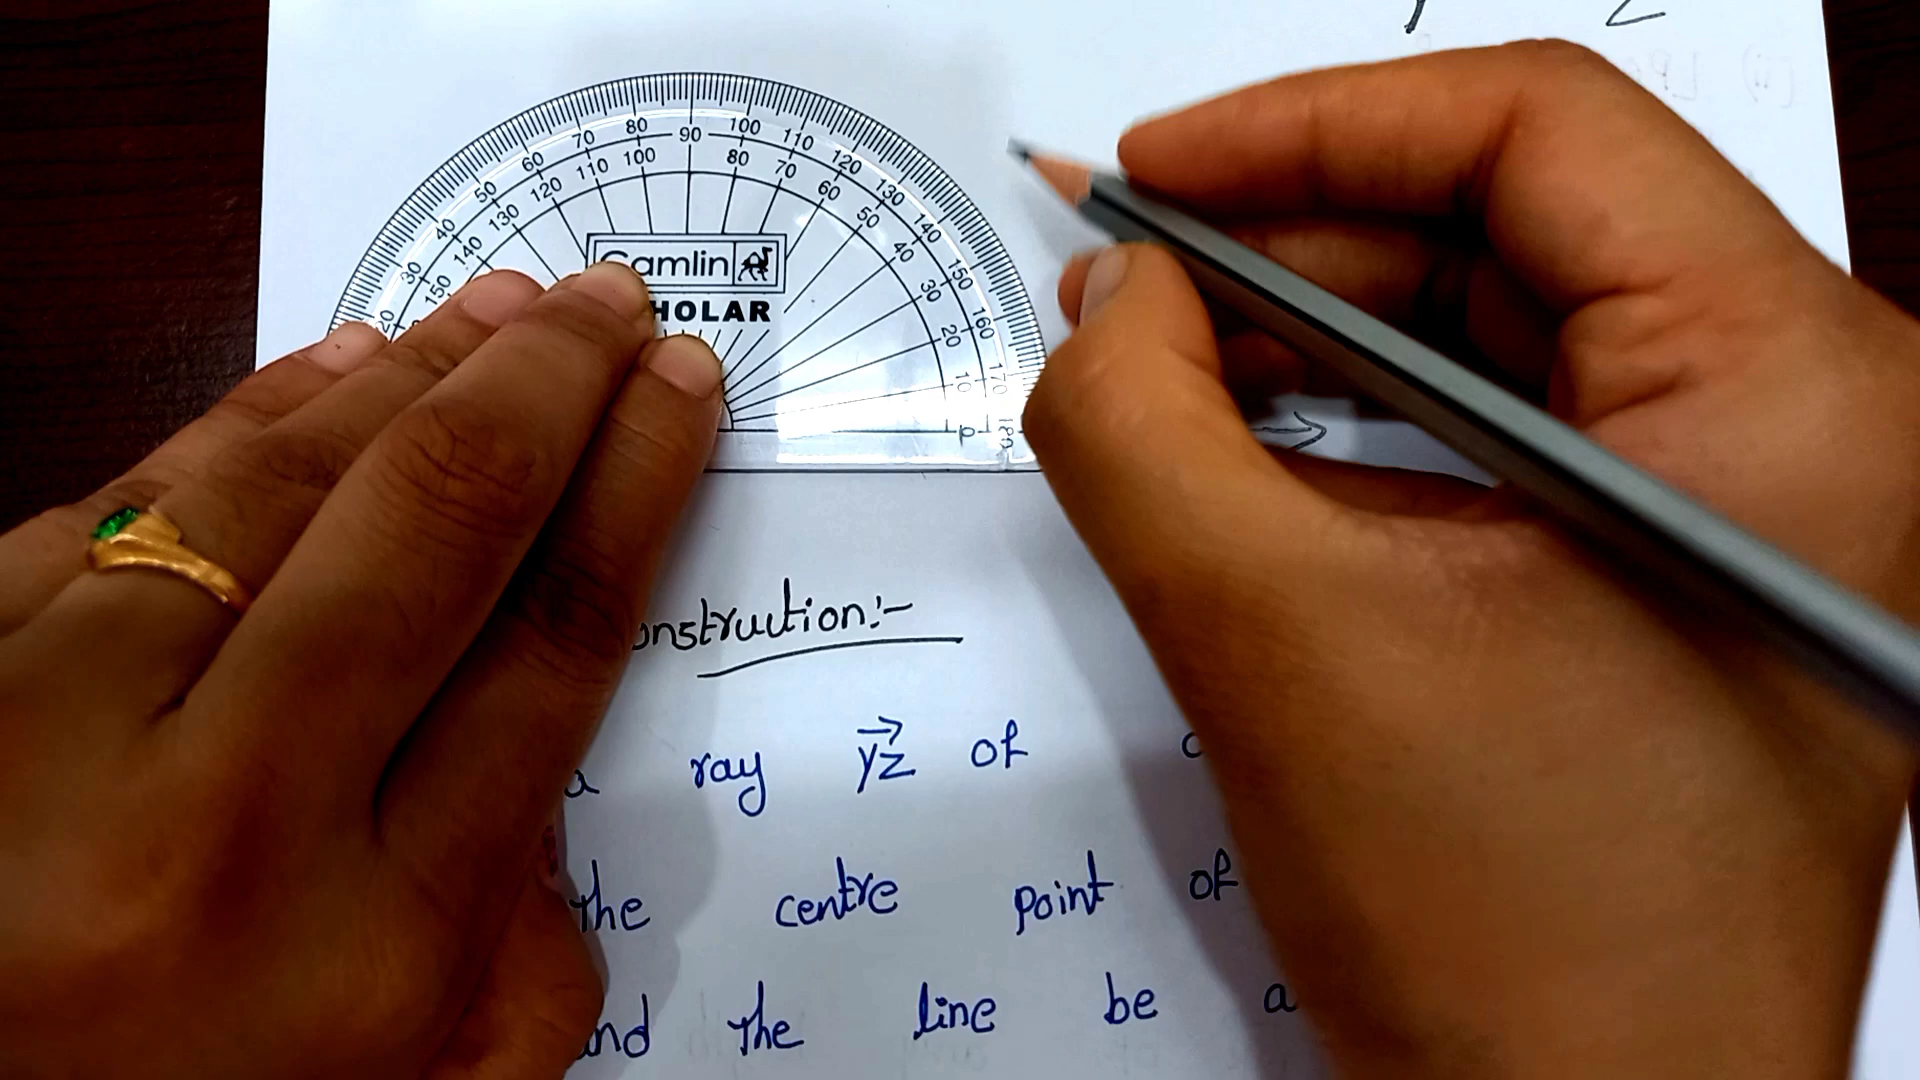 Z
80 90 100
70 110
60 100 80 120
50 110 70 130
40 120 60 140
130 50
30 140 40 150
150 30 160
20 20 170
10 180
Camlin
HOLAR
onstruction:-
a ray YZ of
the centre point of
and the line be a